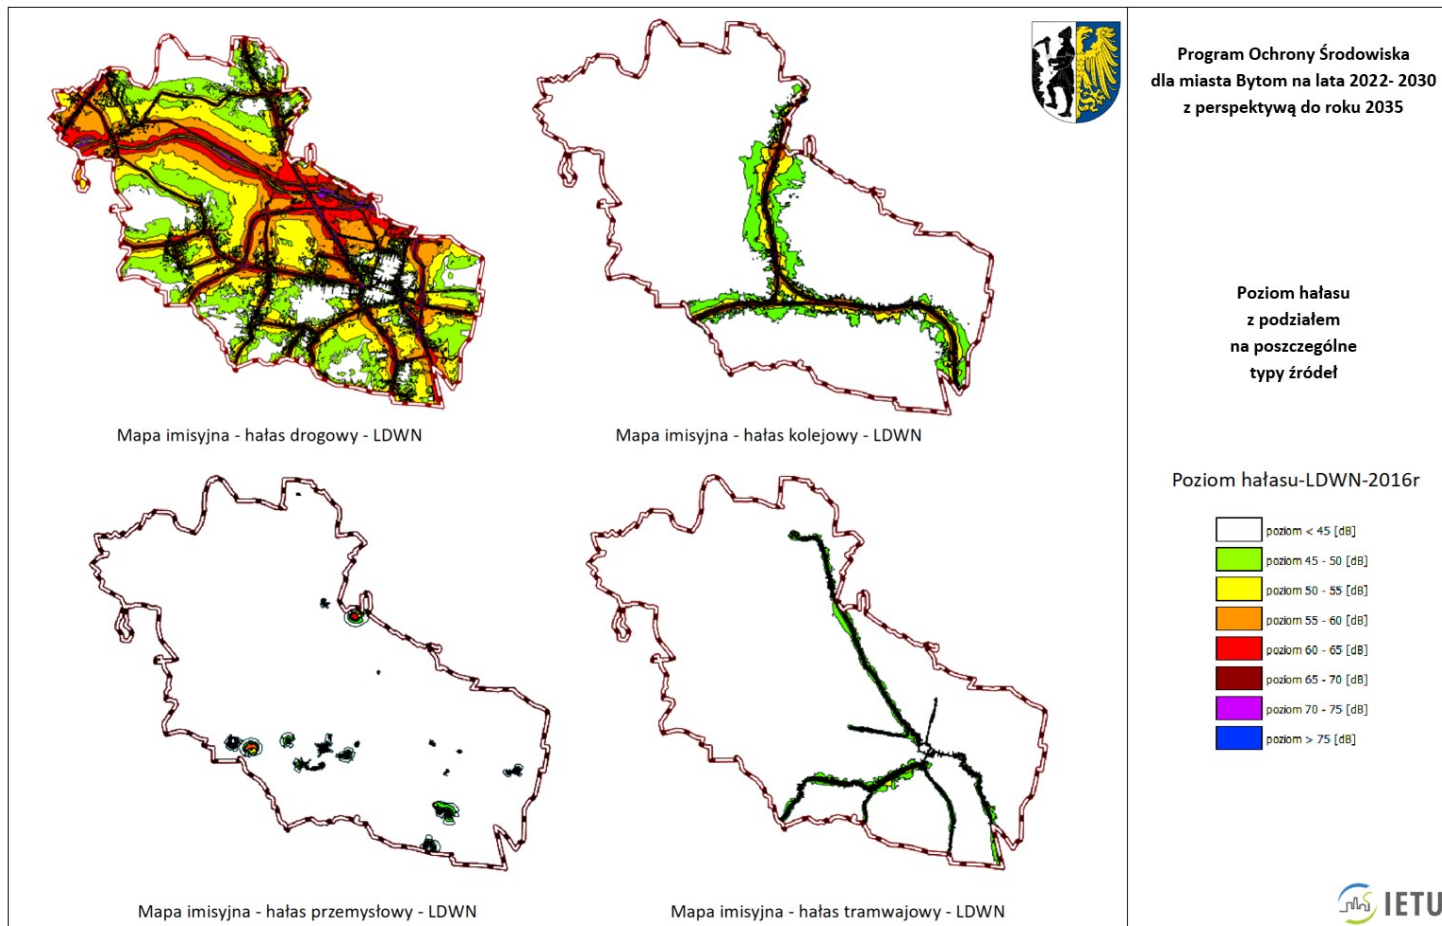 Program Ochrony Środowiska
dla miasta Bytom na lata 2022- 2030
z perspektywą do roku 2035
Poziom hałasu
z podziałem
na poszczególne
typy źródeł
Mapa imisyjna - hałas drogowy - LDWN
Mapa imisyjna - hałas kolejowy - LDWN
Poziom hałasu-LDWN-2016r
poziom < 45 [dB]
poziom 45 - 50 [dB]
poziom 50 - 55 [dB]
poziom 55 - 60 [dB]
poziom 60 - 65 [dB]
poziom 65 - 70 [dB]
poziom 70 - 75 [dB]
poziom > 75 [dB]
Mapa imisyjna - hałas przemysłowy - LDWN
Mapa imisyjna - hałas tramwajowy - LDWN
IETU